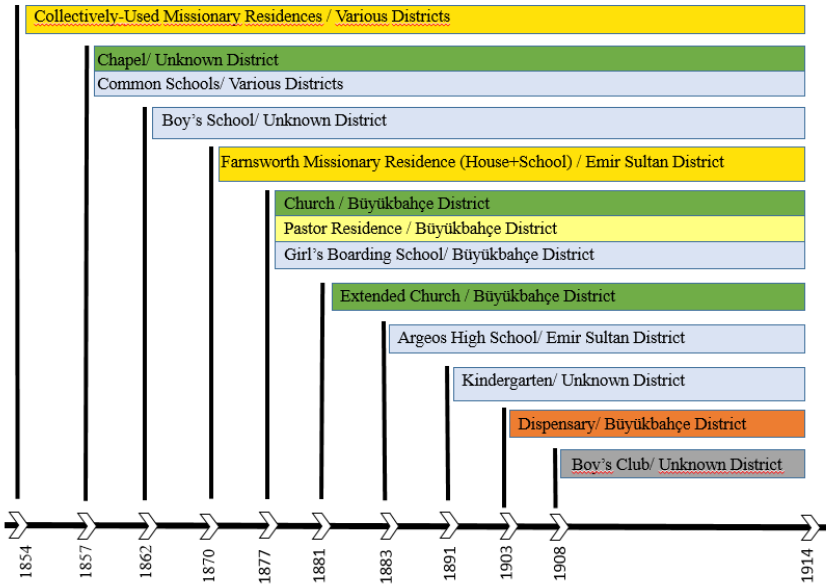 Collectively-Used Missionary Residences / Various Districts
Chapel/ Unknown District
Common Schools/ Various Districts
Boy’s School/ Unknown District
Farnsworth Missionary Residence (House+School) / Emir Sultan District
Church / Büyükbahçe District
Pastor Residence / Büyükbahçe District
Girl’s Boarding School/ Büyükbahçe District
Extended Church / Büyükbahçe District
Argeos High School/ Emir Sultan District
Kindergarten/ Unknown District
Dispensary/ Büyükbahçe District
Boy’s Club/ Unknown District
1854
1857
1862
1870
1877
1881
1883
1891
1903
1908
1914